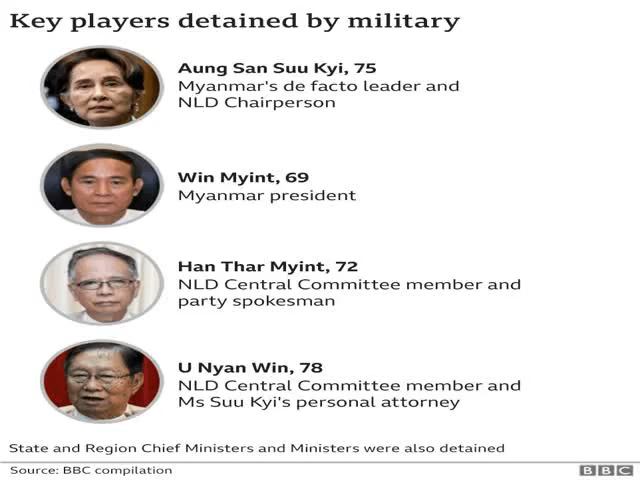 Key players detained by military
Aung San Suu Kyi, 75
Myanmar's de facto leader and
NLD Chairperson
Win Myint, 69
Myanmar president
Han Thar Myint, 72
NLD Central Committee member and
party spokesman
U Nyan Win, 78
NLD Central Committee member and
Ms Suu Kyi's personal attorney
State and Region Chief Ministers and Ministers were also detained
Source: BBC compilation
BBC